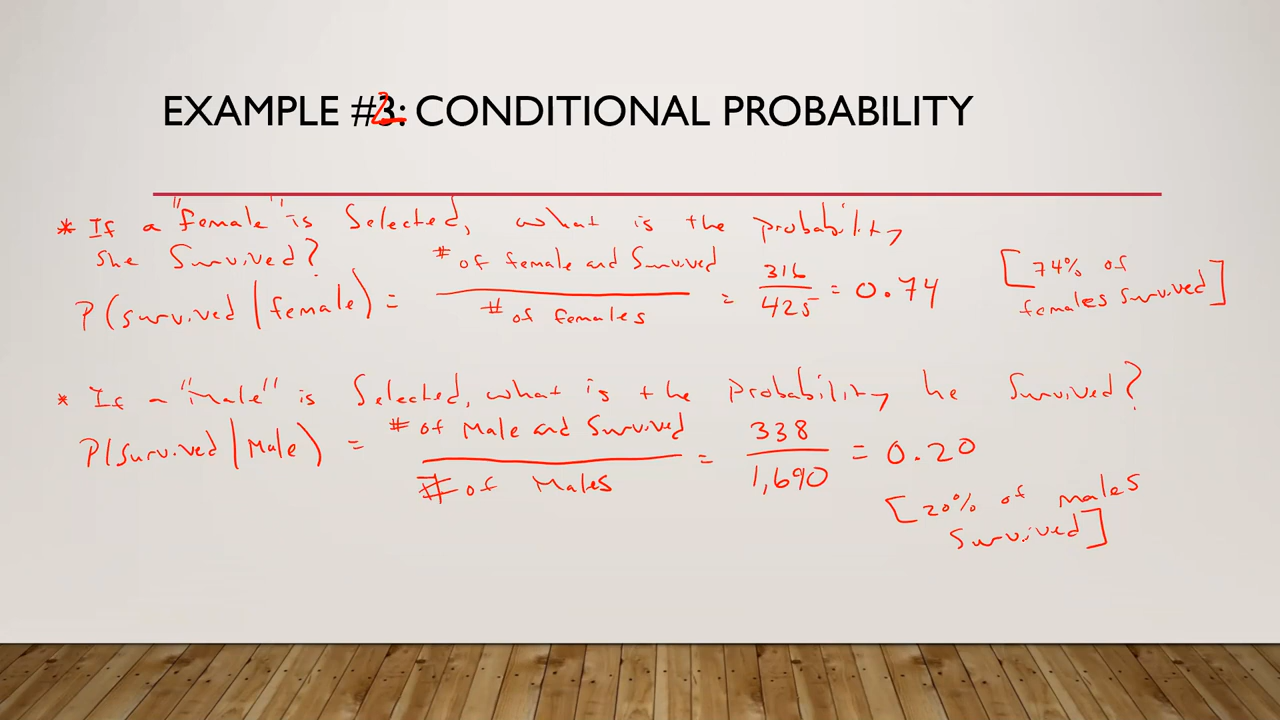 EXAMPLE #2: CONDITIONAL PROBABILITY
* If a "female" is Selected, what is the probability
she Survived?
P(survived | female) = # of female and Survived / # of females = 316/425 = 0.74
[74% of
females survived]
* If a "Male" is Selected, what is the Probability he Survived?
P(Survived | Male) = # of Male and Survived / # of Males = 338/1,690 = 0.20
[20% of males
Survived]